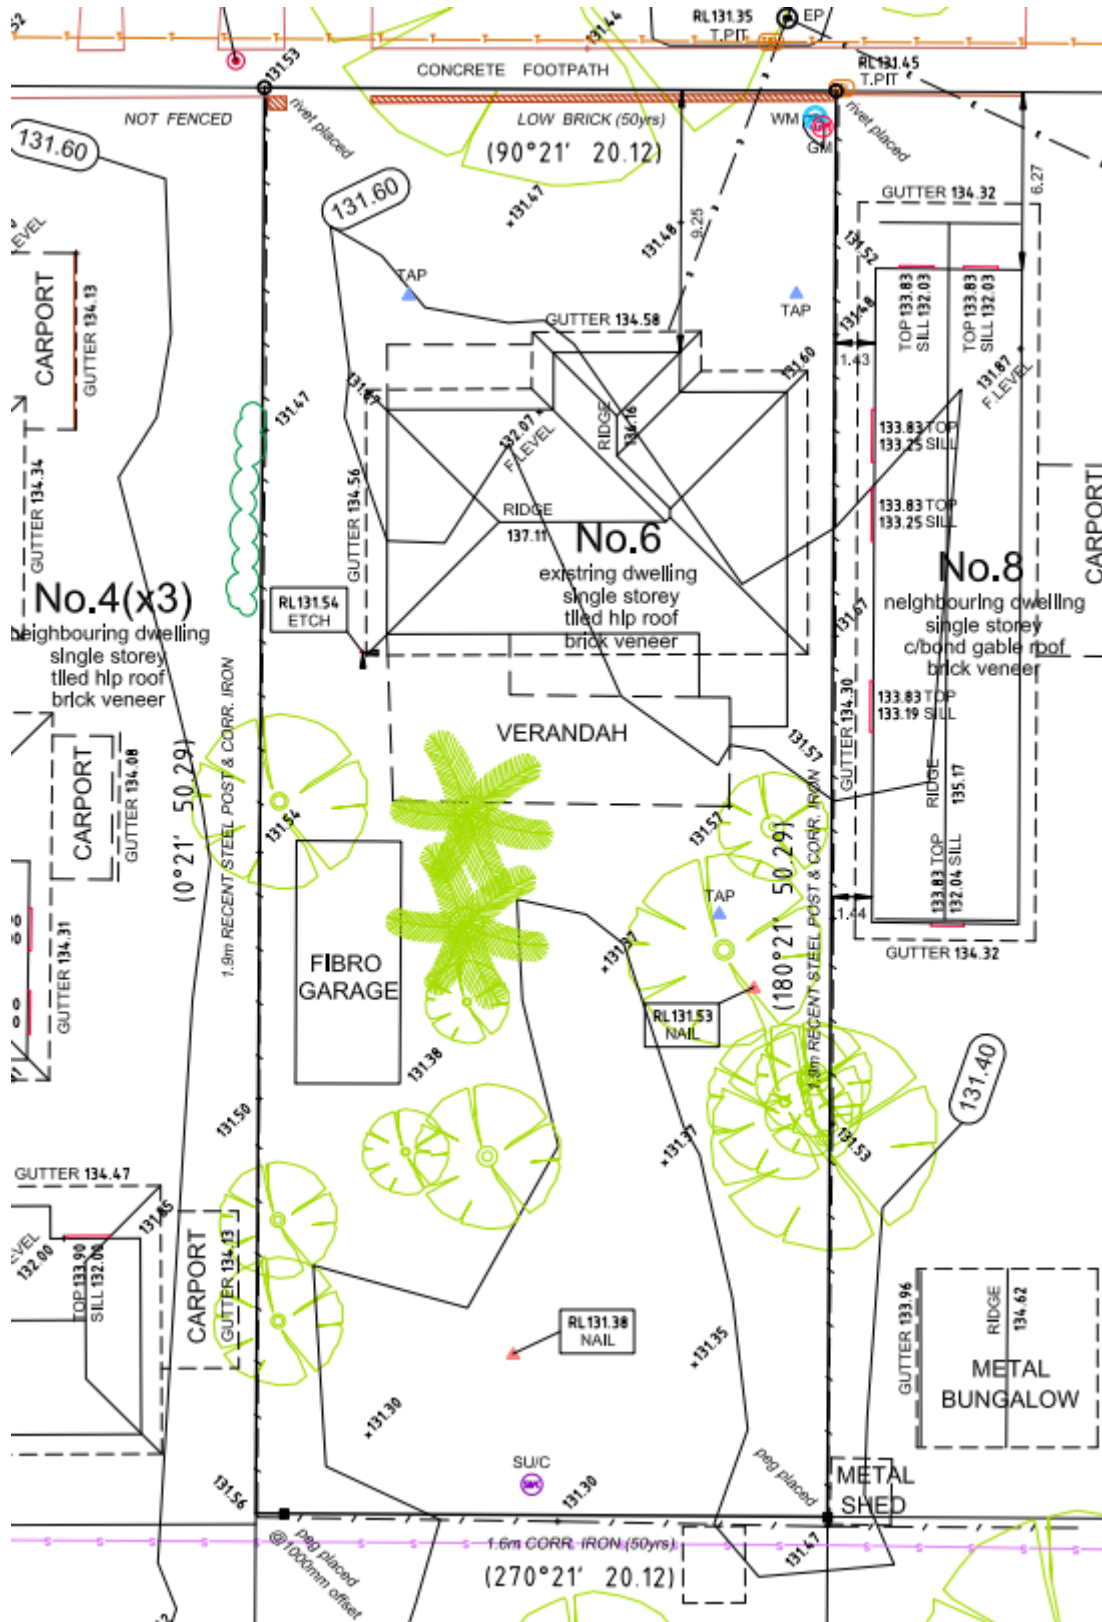 131.44
RL131.35
T.PIT
EP
131.53
CONCRETE FOOTPATH
RL131.45
T.PIT
NOT FENCED
rivet placed
LOW BRICK (50yrs)
WM
GM
rivet placed
131.60
(90°21' 20.12)
GUTTER 134.32
6.27
131.60
131.47
131.48
9.25
131.52
CARPORT
GUTTER 134.13
TAP
TAP
131.48
TOP 133.83
SILL 132.03
TOP 133.83
SILL 132.03
GUTTER 134.58
1.43
131.60
131.87
F.LEVEL
131.47
RIDGE
136.16
132.07
F.LEVEL
133.83 TOP
133.25 SILL
GUTTER 134.34
GUTTER 134.56
RIDGE
137.11
133.83 TOP
133.25 SILL
CARPORT
No.6
existring dwelling
single storey
tiled hip roof
brick veneer
No.8
neighbouring dwelling
single storey
c/bond gable roof
brick veneer
No.4(x3)
neighbouring dwelling
single storey
tiled hip roof
brick veneer
RL131.54
ETCH
131.67
GUTTER 134.30
133.83 TOP
133.19 SILL
VERANDAH
131.57
1.9m RECENT STEEL POST & CORR. IRON
(0°21' 50.29)
CARPORT
GUTTER 134.08
131.54
131.57
RIDGE
135.17
133.83 TOP
132.04 SILL
1.9m RECENT STEEL POST & CORR. IRON
(180°21' 50.29)
TAP
1.44
GUTTER 134.31
FIBRO
GARAGE
131.37
GUTTER 134.32
RL131.53
NAIL
131.38
131.40
131.50
131.37
131.53
GUTTER 134.47
131.55
132.00
TOP 133.90
SILL 132.00
CARPORT
GUTTER 134.13
RL131.38
NAIL
131.35
GUTTER 133.96
RIDGE
134.62
METAL
BUNGALOW
131.30
SU/C
131.56
131.30
peg placed
METAL
SHED
peg placed
@1000mm offset
1.6m CORR. IRON (50yrs)
(270°21' 20.12)
131.47